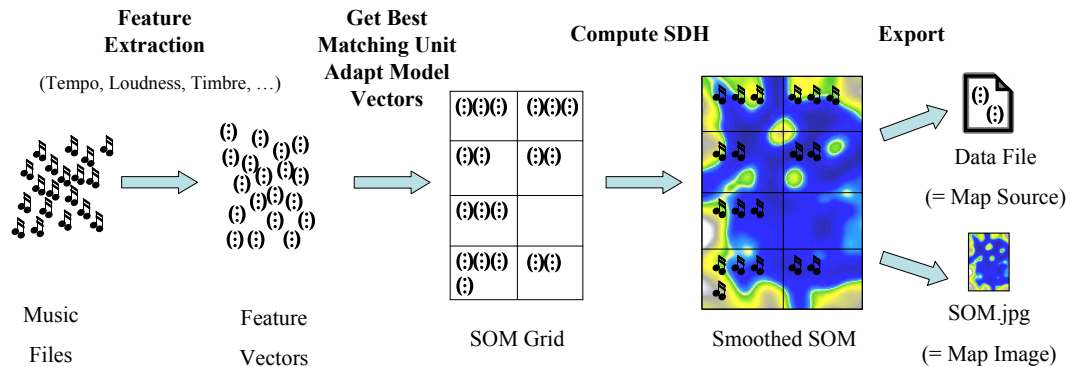 Feature
Extraction
(Tempo, Loudness, Timbre, …)
Get Best
Matching Unit
Adapt Model
Vectors
Compute SDH
Export
Music
Files
Feature
Vectors
SOM Grid
Smoothed SOM
Data File
(= Map Source)
SOM.jpg
(= Map Image)